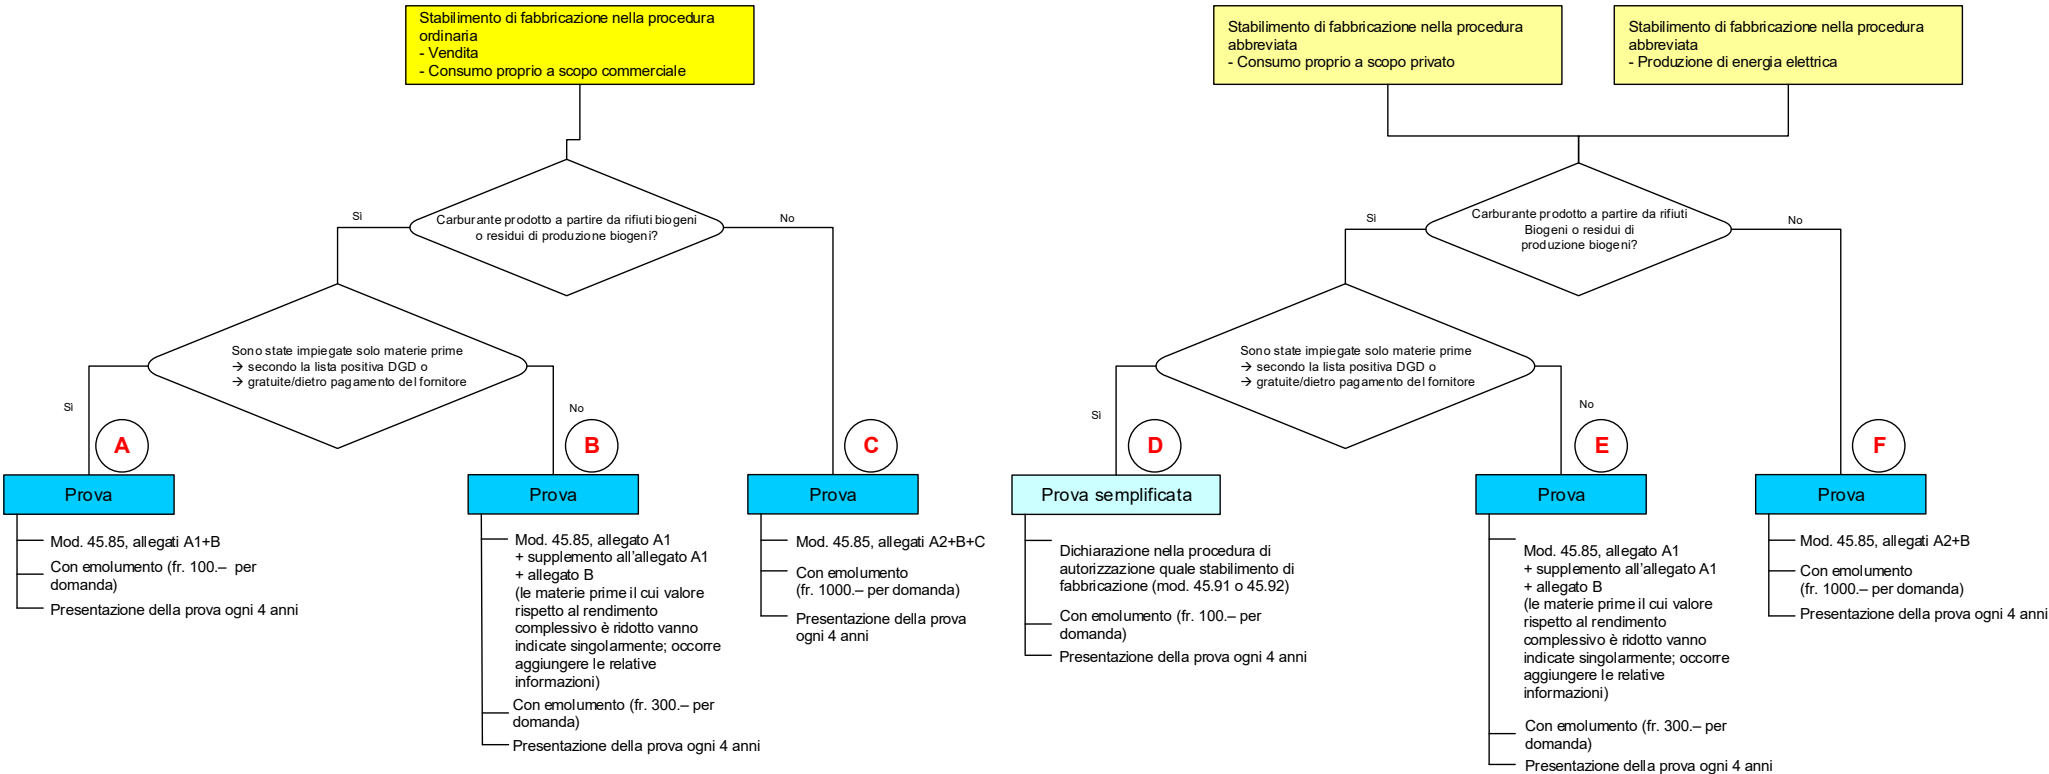 Stabilimento di fabbricazione nella procedura
ordinaria
- Vendita
- Consumo proprio a scopo commerciale
Stabilimento di fabbricazione nella procedura
abbreviata
- Consumo proprio a scopo privato
Stabilimento di fabbricazione nella procedura
abbreviata
- Produzione di energia elettrica
Sì
Carburante prodotto a partire da rifiuti biogeni
o residui di produzione biogeni?
No
Sì
Carburante prodotto a partire da rifiuti
Biogeni o residui di
produzione biogeni?
No
Sono state impiegate solo materie prime
→ secondo la lista positiva DGD o
→ gratuite/dietro pagamento del fornitore
Sì
No
Sono state impiegate solo materie prime
→ secondo la lista positiva DGD o
→ gratuite/dietro pagamento del fornitore
Sì
No
A
B
C
D
E
F
Prova
Mod. 45.85, allegati A1+B
Con emolumento (fr. 100.– per
domanda)
Presentazione della prova ogni 4 anni
Prova
Mod. 45.85, allegato A1
+ supplemento all'allegato A1
+ allegato B
(le materie prime il cui valore
rispetto al rendimento
complessivo è ridotto vanno
indicate singolarmente; occorre
aggiungere le relative
informazioni)
Con emolumento (fr. 300.– per
domanda)
Presentazione della prova ogni 4 anni
Prova
Mod. 45.85, allegati A2+B+C
Con emolumento
(fr. 1000.– per domanda)
Presentazione della prova
ogni 4 anni
Prova semplificata
Dichiarazione nella procedura di
autorizzazione quale stabilimento di
fabbricazione (mod. 45.91 o 45.92)
Con emolumento (fr. 100.– per
domanda)
Presentazione della prova ogni 4 anni
Prova
Mod. 45.85, allegato A1
+ supplemento all'allegato A1
+ allegato B
(le materie prime il cui valore
rispetto al rendimento
complessivo è ridotto vanno
indicate singolarmente; occorre
aggiungere le relative
informazioni)
Con emolumento (fr. 300.– per
domanda)
Presentazione della prova ogni 4 anni
Prova
Mod. 45.85, allegati A2+B
Con emolumento
(fr. 1000.– per domanda)
Presentazione della prova ogni 4 anni